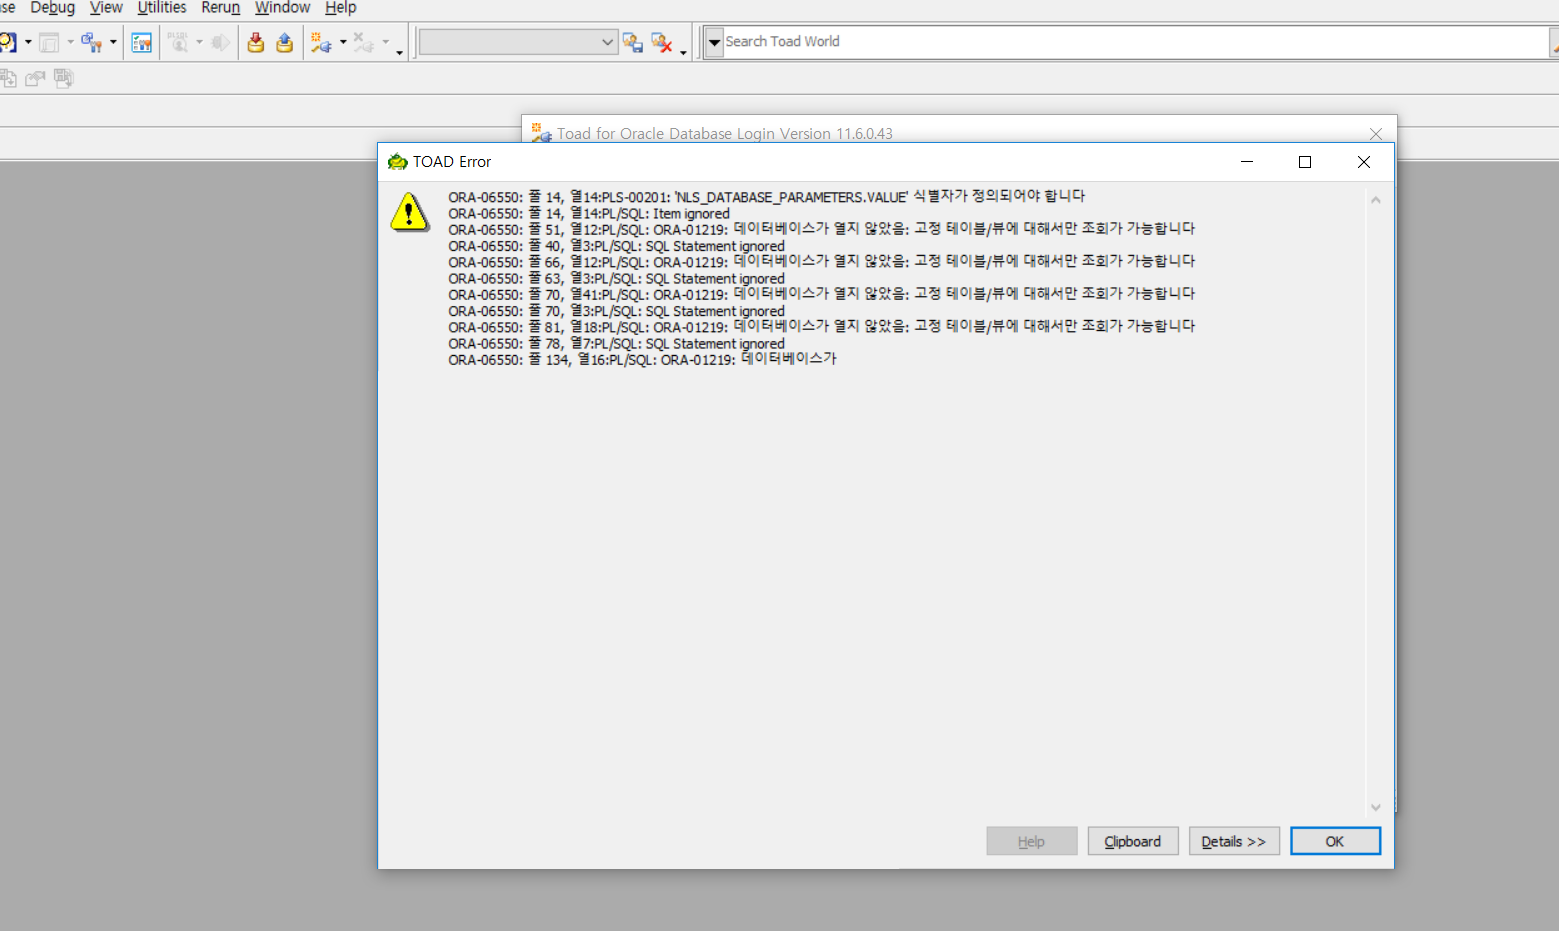 se Debug View Utilities Rerun Window Help
Search Toad World
Toad for Oracle Database Login Version 11.6.0.43
TOAD Error
ORA-06550: 줄 14, 열14:PLS-00201: 'NLS_DATABASE_PARAMETERS.VALUE' 식별자가 정의되어야 합니다
ORA-06550: 줄 14, 열14:PL/SQL: Item ignored
ORA-06550: 줄 51, 열12:PL/SQL: ORA-01219: 데이터베이스가 열지 않았음: 고정 테이블/뷰에 대해서만 조회가 가능합니다
ORA-06550: 줄 40, 열3:PL/SQL: SQL Statement ignored
ORA-06550: 줄 66, 열12:PL/SQL: ORA-01219: 데이터베이스가 열지 않았음: 고정 테이블/뷰에 대해서만 조회가 가능합니다
ORA-06550: 줄 63, 열3:PL/SQL: SQL Statement ignored
ORA-06550: 줄 70, 열41:PL/SQL: ORA-01219: 데이터베이스가 열지 않았음: 고정 테이블/뷰에 대해서만 조회가 가능합니다
ORA-06550: 줄 70, 열3:PL/SQL: SQL Statement ignored
ORA-06550: 줄 81, 열18:PL/SQL: ORA-01219: 데이터베이스가 열지 않았음: 고정 테이블/뷰에 대해서만 조회가 가능합니다
ORA-06550: 줄 78, 열7:PL/SQL: SQL Statement ignored
ORA-06550: 줄 134, 열16:PL/SQL: ORA-01219: 데이터베이스가
Help Clipboard Details >> OK